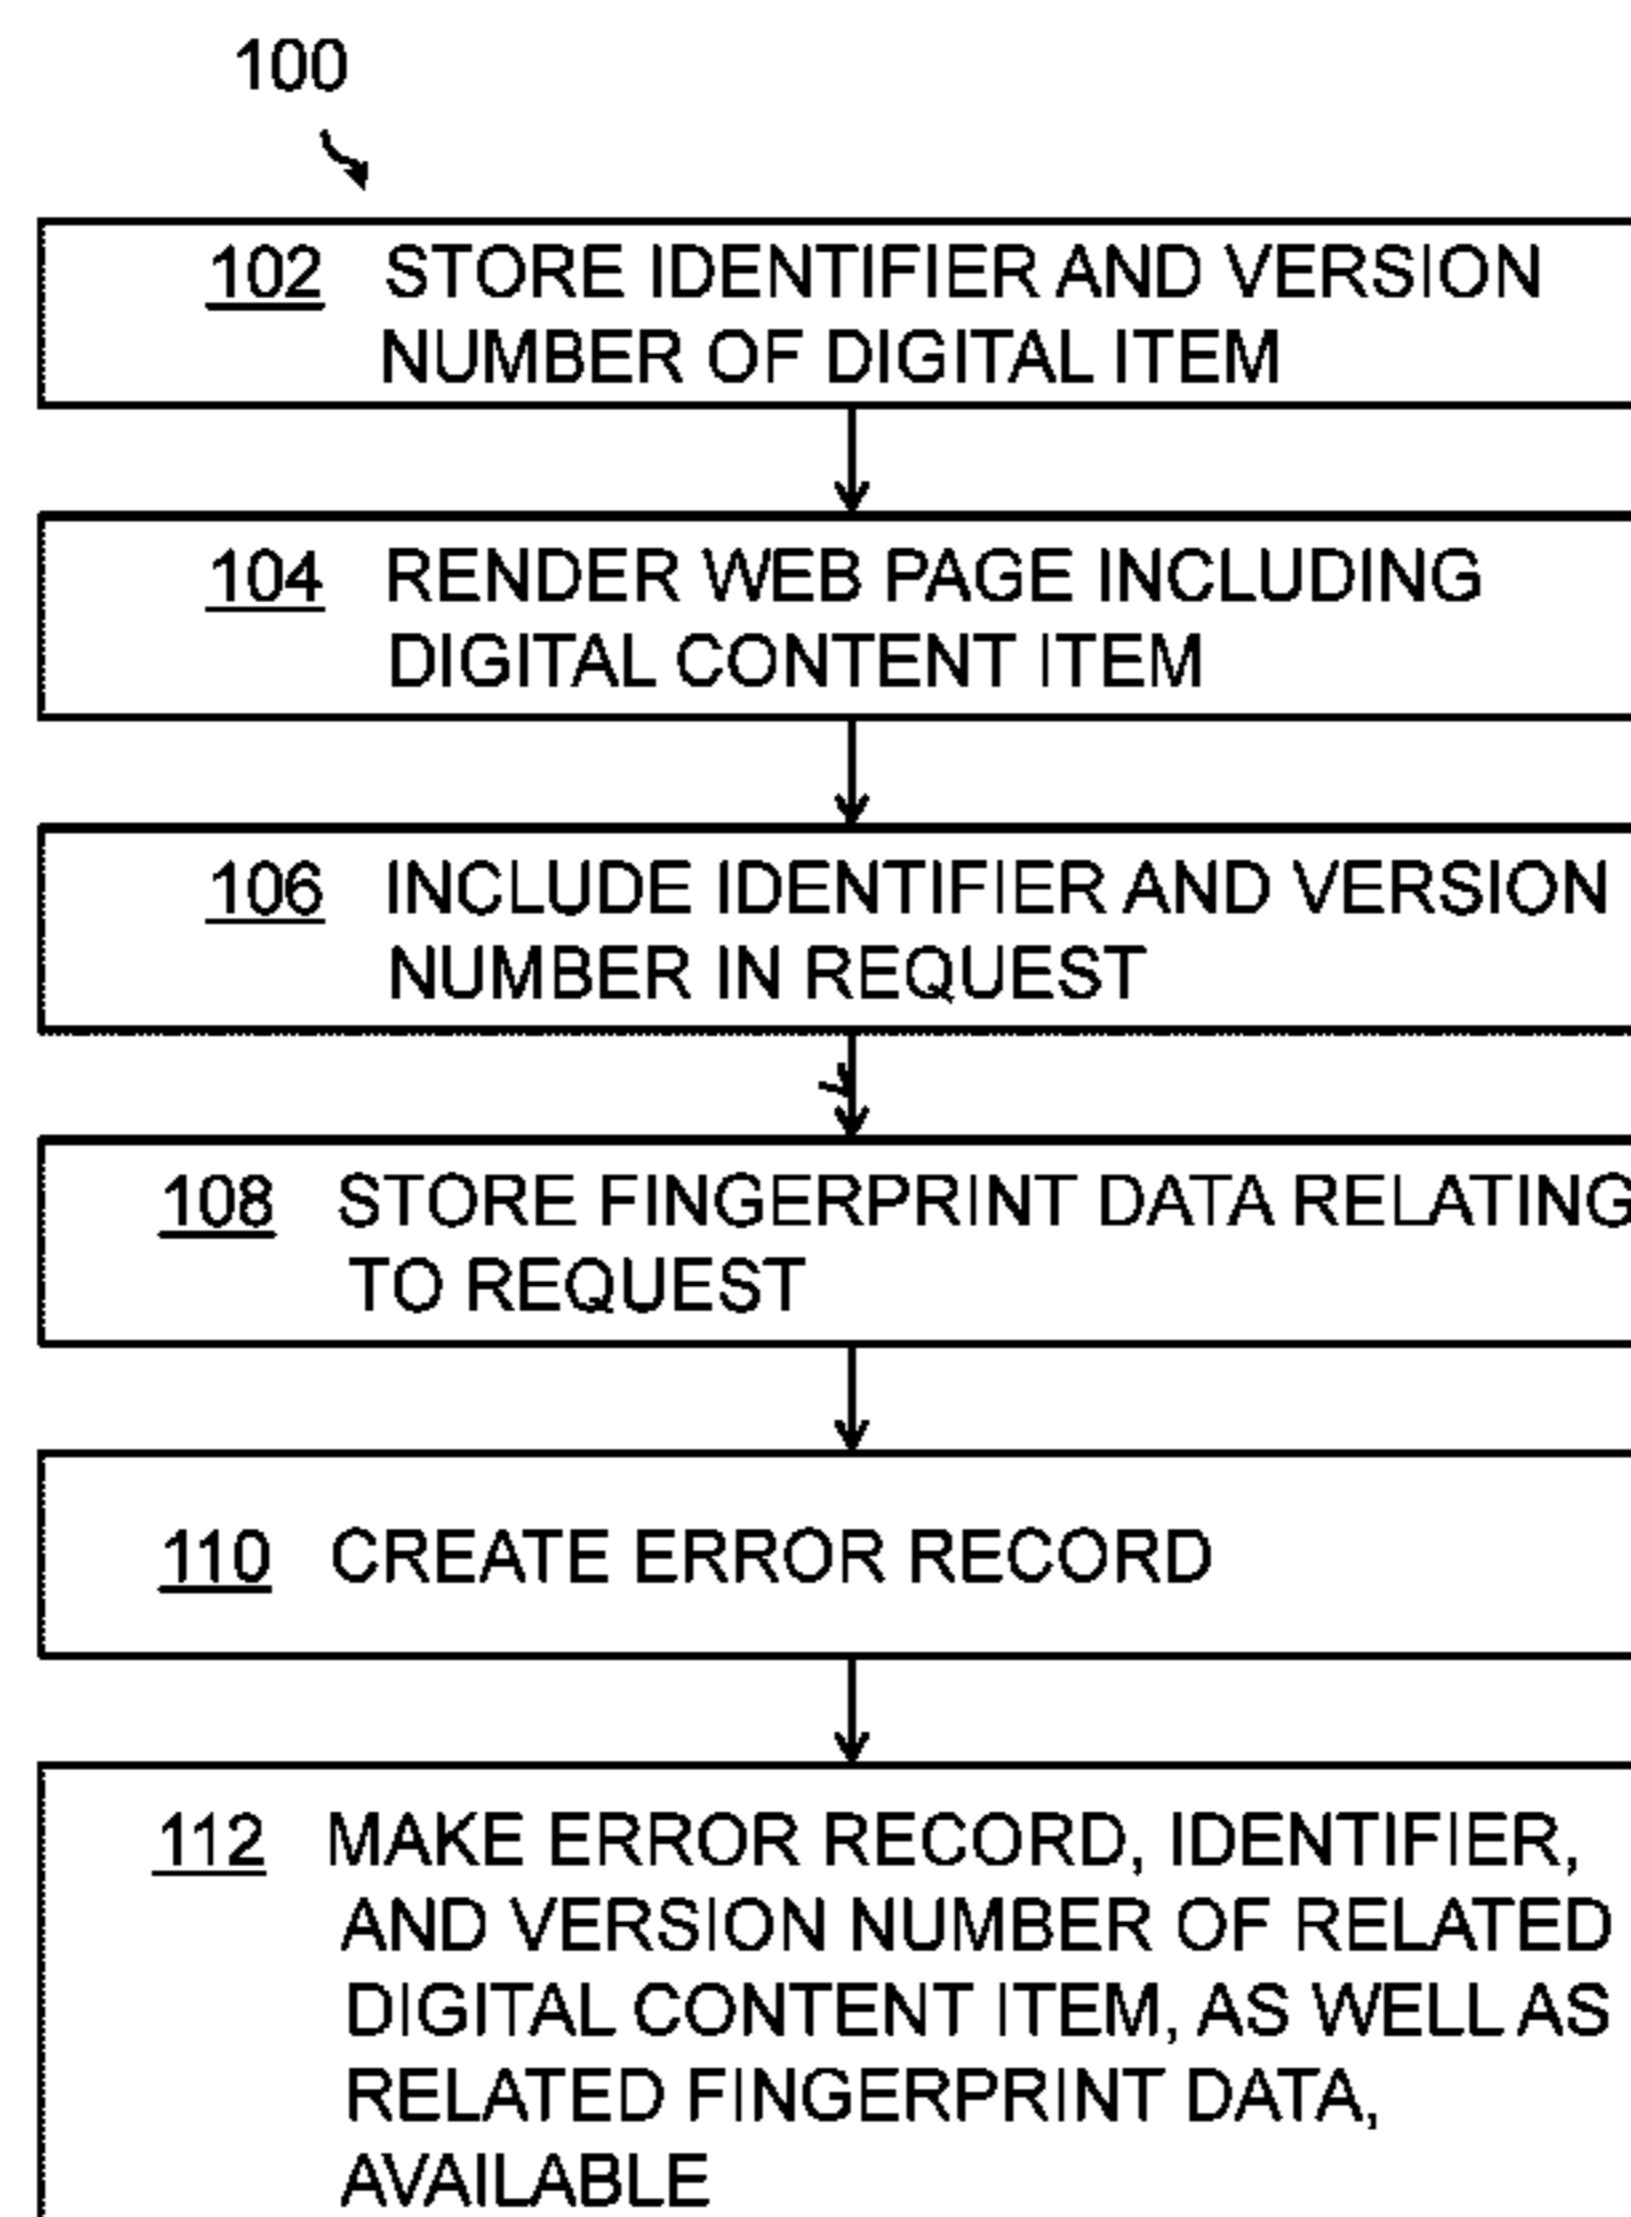 100
102 STORE IDENTIFIER AND VERSION
NUMBER OF DIGITAL ITEM
104 RENDER WEB PAGE INCLUDING
DIGITAL CONTENT ITEM
106 INCLUDE IDENTIFIER AND VERSION
NUMBER IN REQUEST
108 STORE FINGERPRINT DATA RELATING
TO REQUEST
110 CREATE ERROR RECORD
112 MAKE ERROR RECORD, IDENTIFIER,
AND VERSION NUMBER OF RELATED
DIGITAL CONTENT ITEM, AS WELL AS
RELATED FINGERPRINT DATA,
AVAILABLE